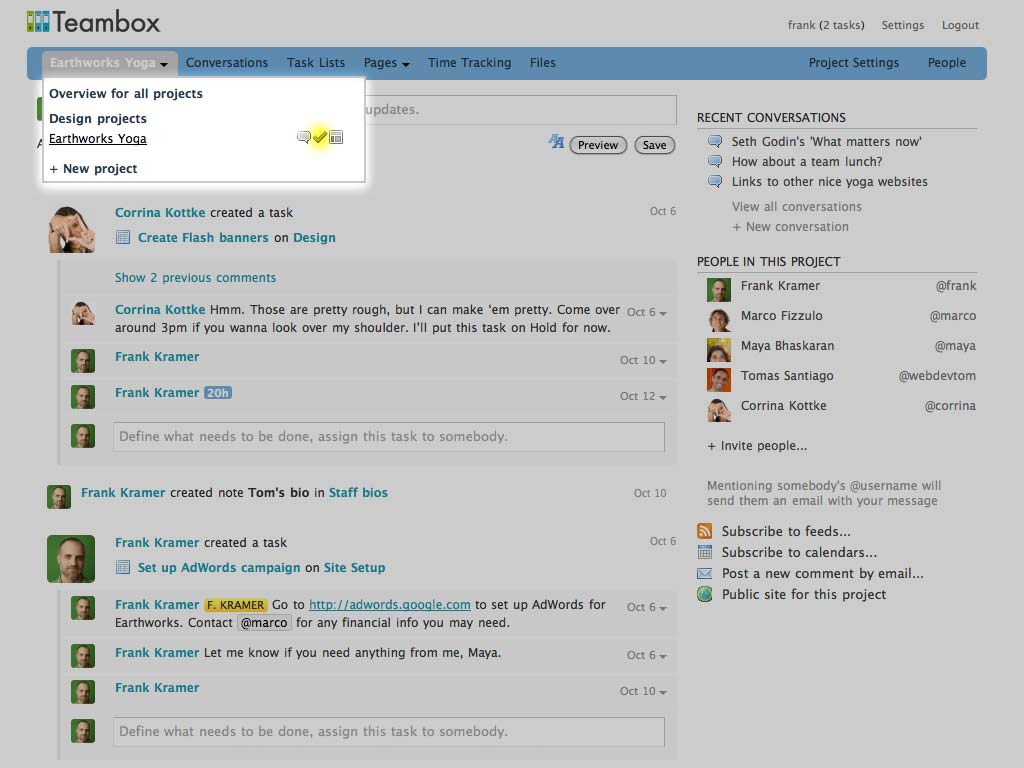 Teambox
frank (2 tasks) Settings Logout
Earthworks Yoga Conversations Task Lists Pages Time Tracking Files Project Settings People
Overview for all projects
Design projects
Earthworks Yoga
+ New project
updates.
Preview Save
Corrina Kottke created a task Oct 6
Create Flash banners on Design
Show 2 previous comments
Corrina Kottke Hmm. Those are pretty rough, but I can make 'em pretty. Come over Oct 6
around 3pm if you wanna look over my shoulder. I'll put this task on Hold for now.
Frank Kramer Oct 10
Frank Kramer 20h Oct 12
Define what needs to be done, assign this task to somebody.
Frank Kramer created note Tom's bio in Staff bios Oct 10
Frank Kramer created a task Oct 6
Set up AdWords campaign on Site Setup
Frank Kramer F. KRAMER Go to http://adwords.google.com to set up AdWords for Oct 6
Earthworks. Contact @marco for any financial info you may need.
Frank Kramer Let me know if you need anything from me, Maya. Oct 6
Frank Kramer Oct 10
Define what needs to be done, assign this task to somebody.
RECENT CONVERSATIONS
Seth Godin's 'What matters now'
How about a team lunch?
Links to other nice yoga websites
View all conversations
+ New conversation
PEOPLE IN THIS PROJECT
Frank Kramer @frank
Marco Fizzulo @marco
Maya Bhaskaran @maya
Tomas Santiago @webdevtom
Corrina Kottke @corrina
+ Invite people...
Mentioning somebody's @username will
send them an email with your message
Subscribe to feeds...
Subscribe to calendars...
Post a new comment by email...
Public site for this project